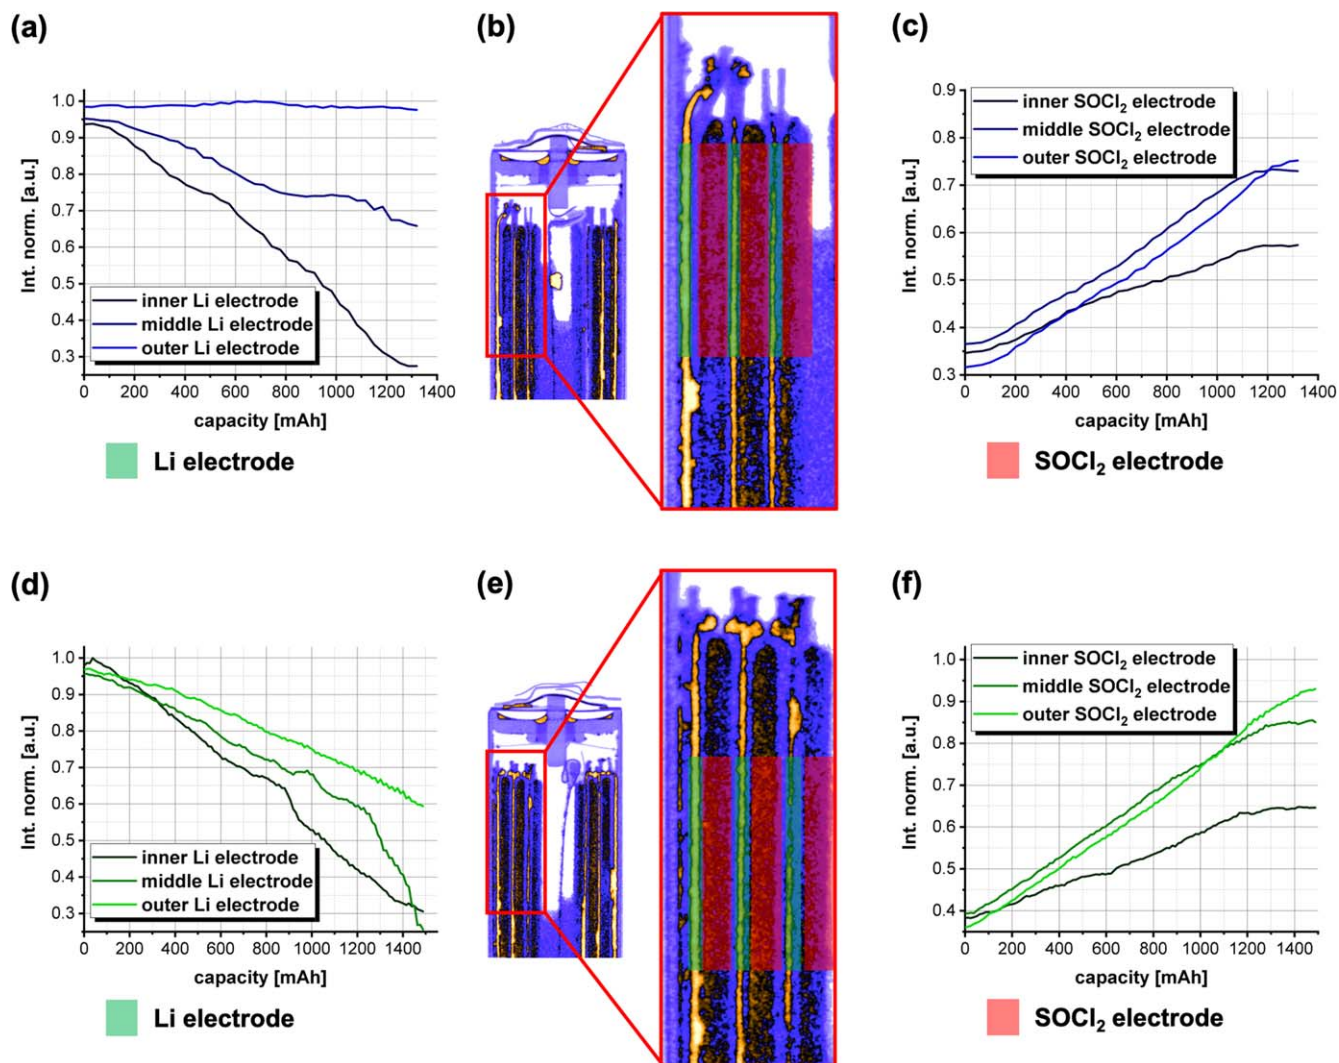 (a)
Int. norm. [a.u.]
1.0
0.9
0.8
0.7
0.6
0.5
0.4
0.3
inner Li electrode
middle Li electrode
outer Li electrode
0 200 400 600 800 1000 1200 1400
capacity [mAh]
Li electrode
(b)
(c)
Int. norm. [a.u.]
0.9
0.8
0.7
0.6
0.5
0.4
0.3
inner SOCl₂ electrode
middle SOCl₂ electrode
outer SOCl₂ electrode
0 200 400 600 800 1000 1200 1400
capacity [mAh]
SOCl₂ electrode
(d)
Int. norm. [a.u.]
1.0
0.9
0.8
0.7
0.6
0.5
0.4
0.3
inner Li electrode
middle Li electrode
outer Li electrode
0 200 400 600 800 1000 1200 1400
capacity [mAh]
Li electrode
(e)
(f)
Int. norm. [a.u.]
1.0
0.9
0.8
0.7
0.6
0.5
0.4
inner SOCl₂ electrode
middle SOCl₂ electrode
outer SOCl₂ electrode
0 200 400 600 800 1000 1200 1400
capacity [mAh]
SOCl₂ electrode